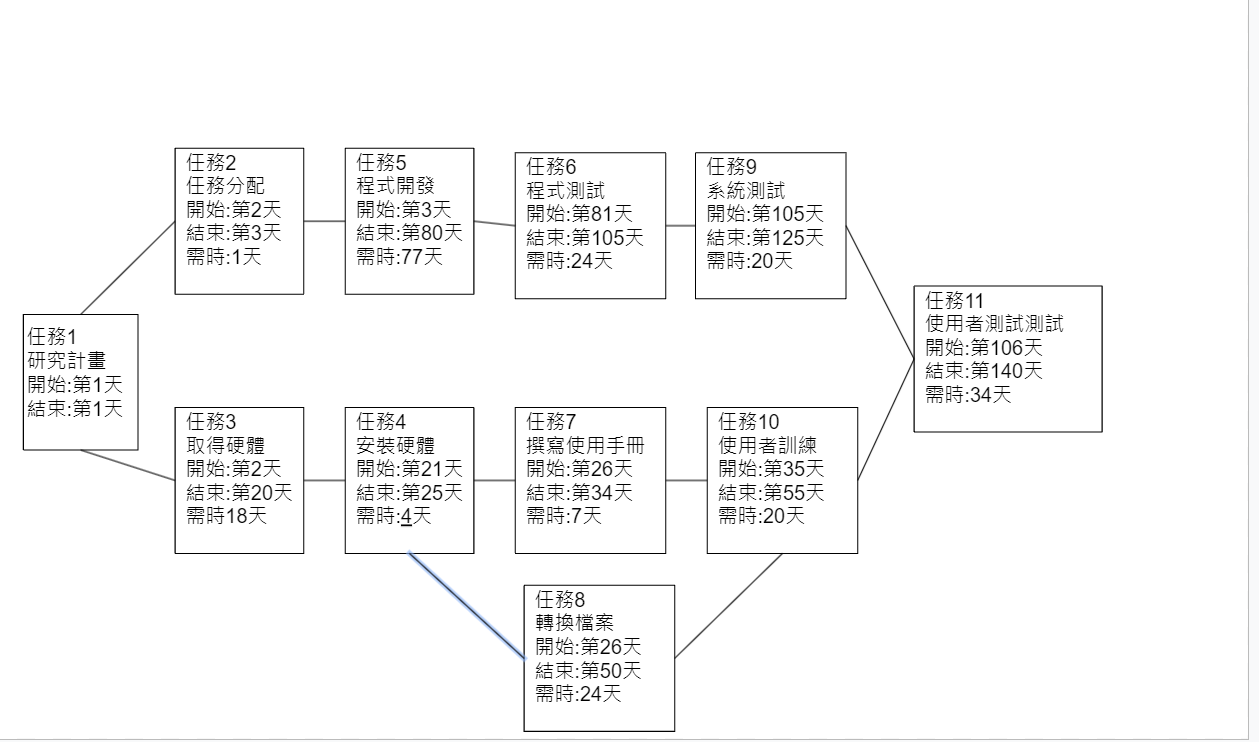 任務1
研究計畫
開始:第1天
結束:第1天
任務2
任務分配
開始:第2天
結束:第3天
需時:1天
任務5
程式開發
開始:第3天
結束:第80天
需時:77天
任務6
程式測試
開始:第81天
結束:第105天
需時:24天
任務9
系統測試
開始:第105天
結束:第125天
需時:20天
任務3
取得硬體
開始:第2天
結束:第20天
需時18天
任務4
安裝硬體
開始:第21天
結束:第25天
需時:4天
任務7
撰寫使用手冊
開始:第26天
結束:第34天
需時:7天
任務10
使用者訓練
開始:第35天
結束:第55天
需時:20天
任務8
轉換檔案
開始:第26天
結束:第50天
需時:24天
任務11
使用者測試測試
開始:第106天
結束:第140天
需時:34天